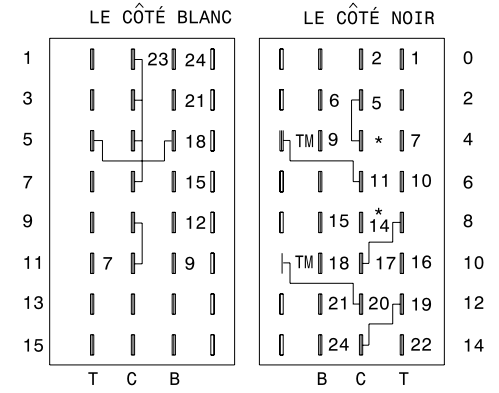 LE CÔTÉ BLANC LE CÔTÉ NOIR
1 23 24 2 1 0
3 21 6 5 2
5 18 TM 9 * 7 4
7 15 11 10 6
9 12 15 * 14 8
11 7 9 TM 18 17 16 10
13 21 20 19 12
15 24 22 14
T C B B C T